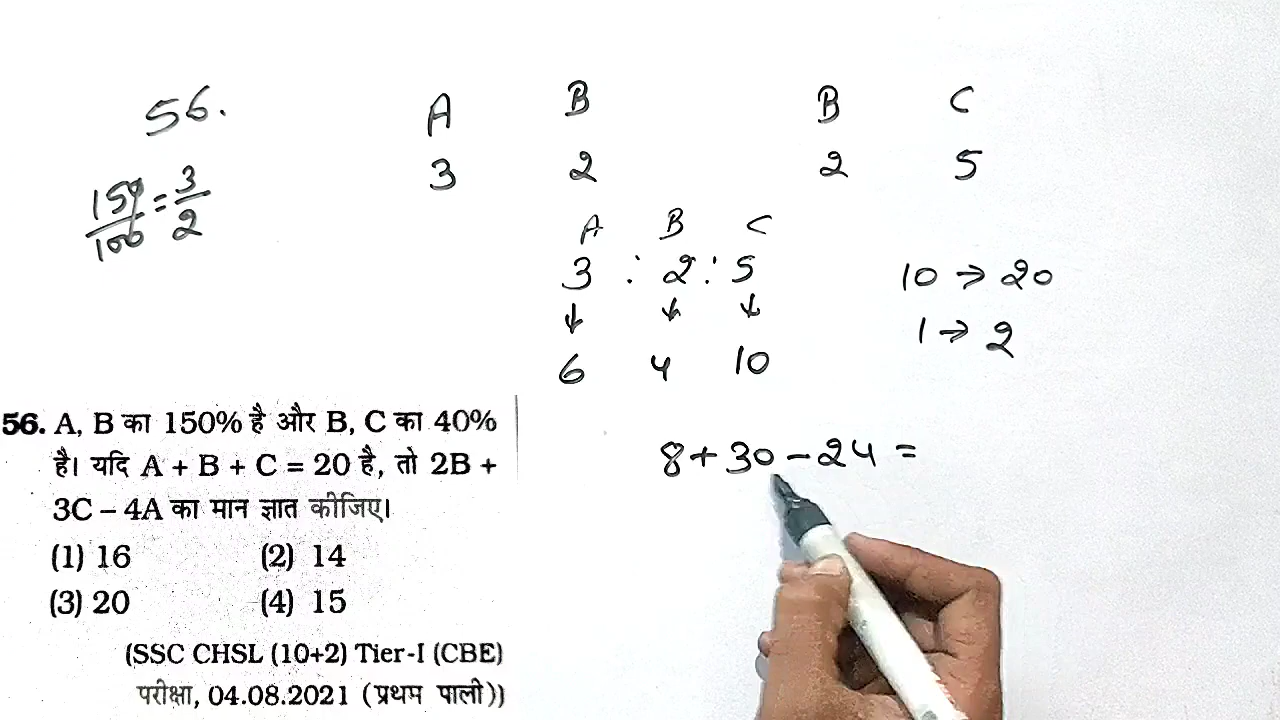 56.
A B B C
150/100 = 3/2
3 2 2 5
A B C
3 : 2 : 5
10 → 20
↓ ↓ ↓
1 → 2
6 4 10
8 + 30 - 24 =
56. A, B का 150% है और B, C का 40%
है। यदि A + B + C = 20 है, तो 2B +
3C – 4A का मान ज्ञात कीजिए।
(1) 16 (2) 14
(3) 20 (4) 15
(SSC CHSL (10+2) Tier-I (CBE)
परीक्षा, 04.08.2021 (प्रथम पाली))